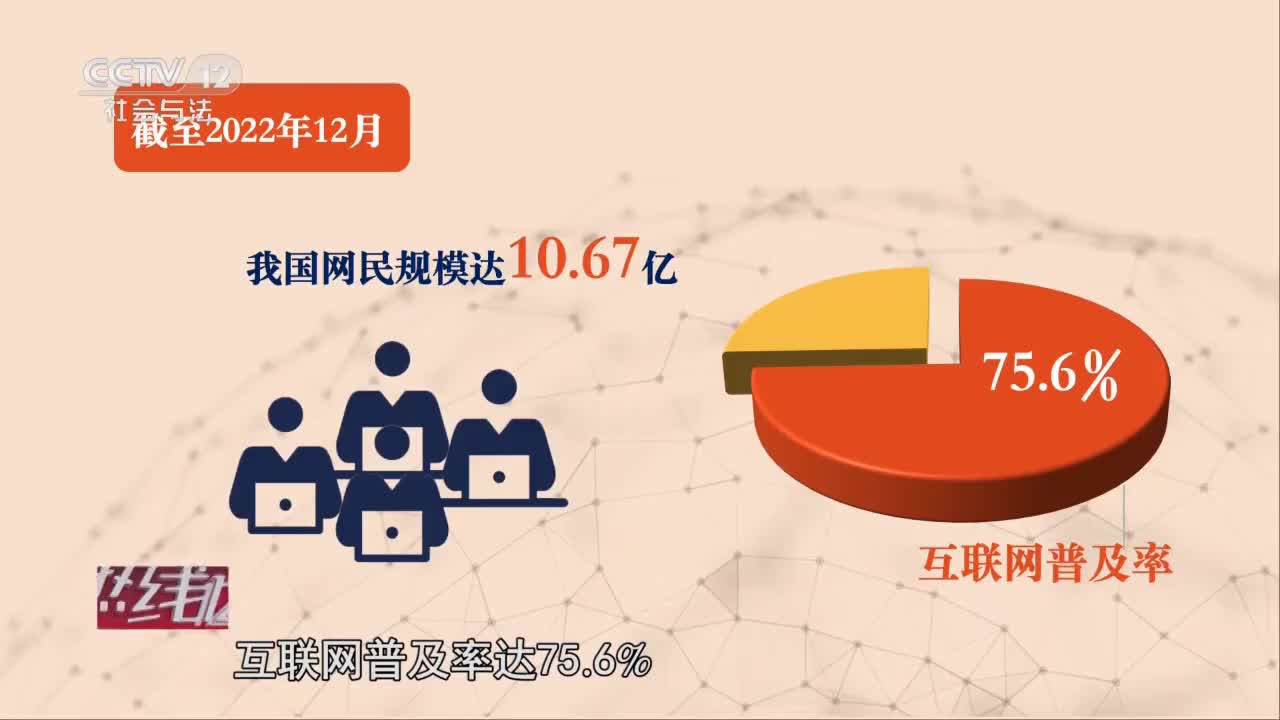 CCTV 12
社会与法
截至2022年12月
我国网民规模达10.67亿
75.6%
互联网普及率
热线
互联网普及率达75.6%